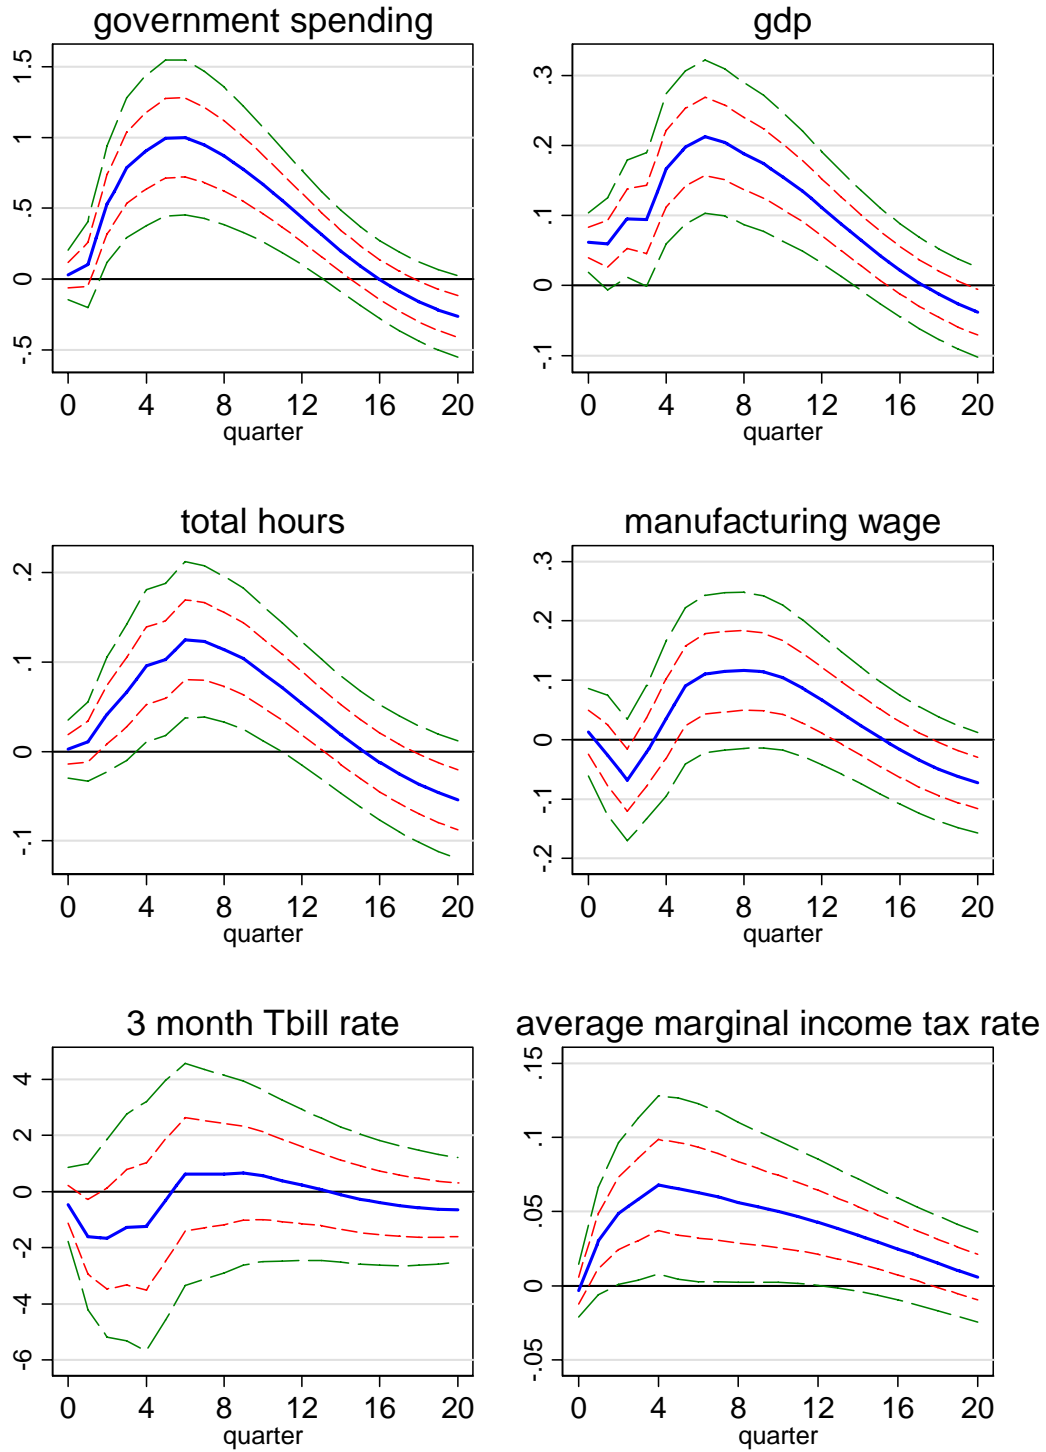 government spending
1.5
1
.5
0
-.5
0 4 8 12 16 20
quarter
gdp
.3
.2
.1
0
-.1
0 4 8 12 16 20
quarter
total hours
.2
.1
0
-.1
0 4 8 12 16 20
quarter
manufacturing wage
.3
.2
.1
0
-.1
-.2
0 4 8 12 16 20
quarter
3 month Tbill rate
4
2
0
-2
-4
-6
0 4 8 12 16 20
quarter
average marginal income tax rate
.15
.1
.05
0
-.05
0 4 8 12 16 20
quarter